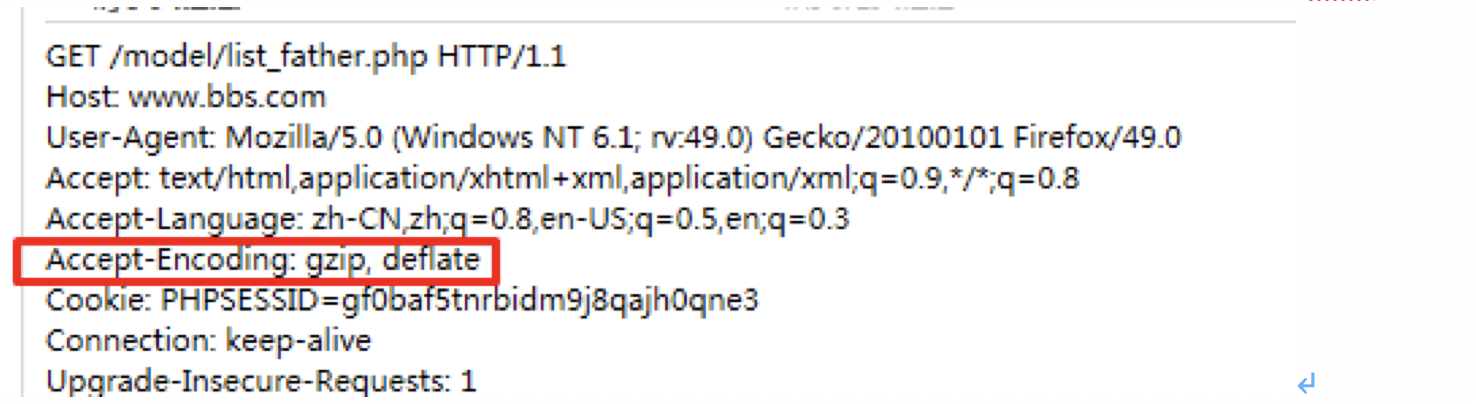 GET /model/list_father.php HTTP/1.1
Host: www.bbs.com
User-Agent: Mozilla/5.0 (Windows NT 6.1; rv:49.0) Gecko/20100101 Firefox/49.0
Accept: text/html,application/xhtml+xml,application/xml;q=0.9,*/*;q=0.8
Accept-Language: zh-CN,zh;q=0.8,en-US;q=0.5,en;q=0.3
Accept-Encoding: gzip, deflate
Cookie: PHPSESSID=gf0baf5tnrbidm9j8qajh0qne3
Connection: keep-alive
Upgrade-Insecure-Requests: 1